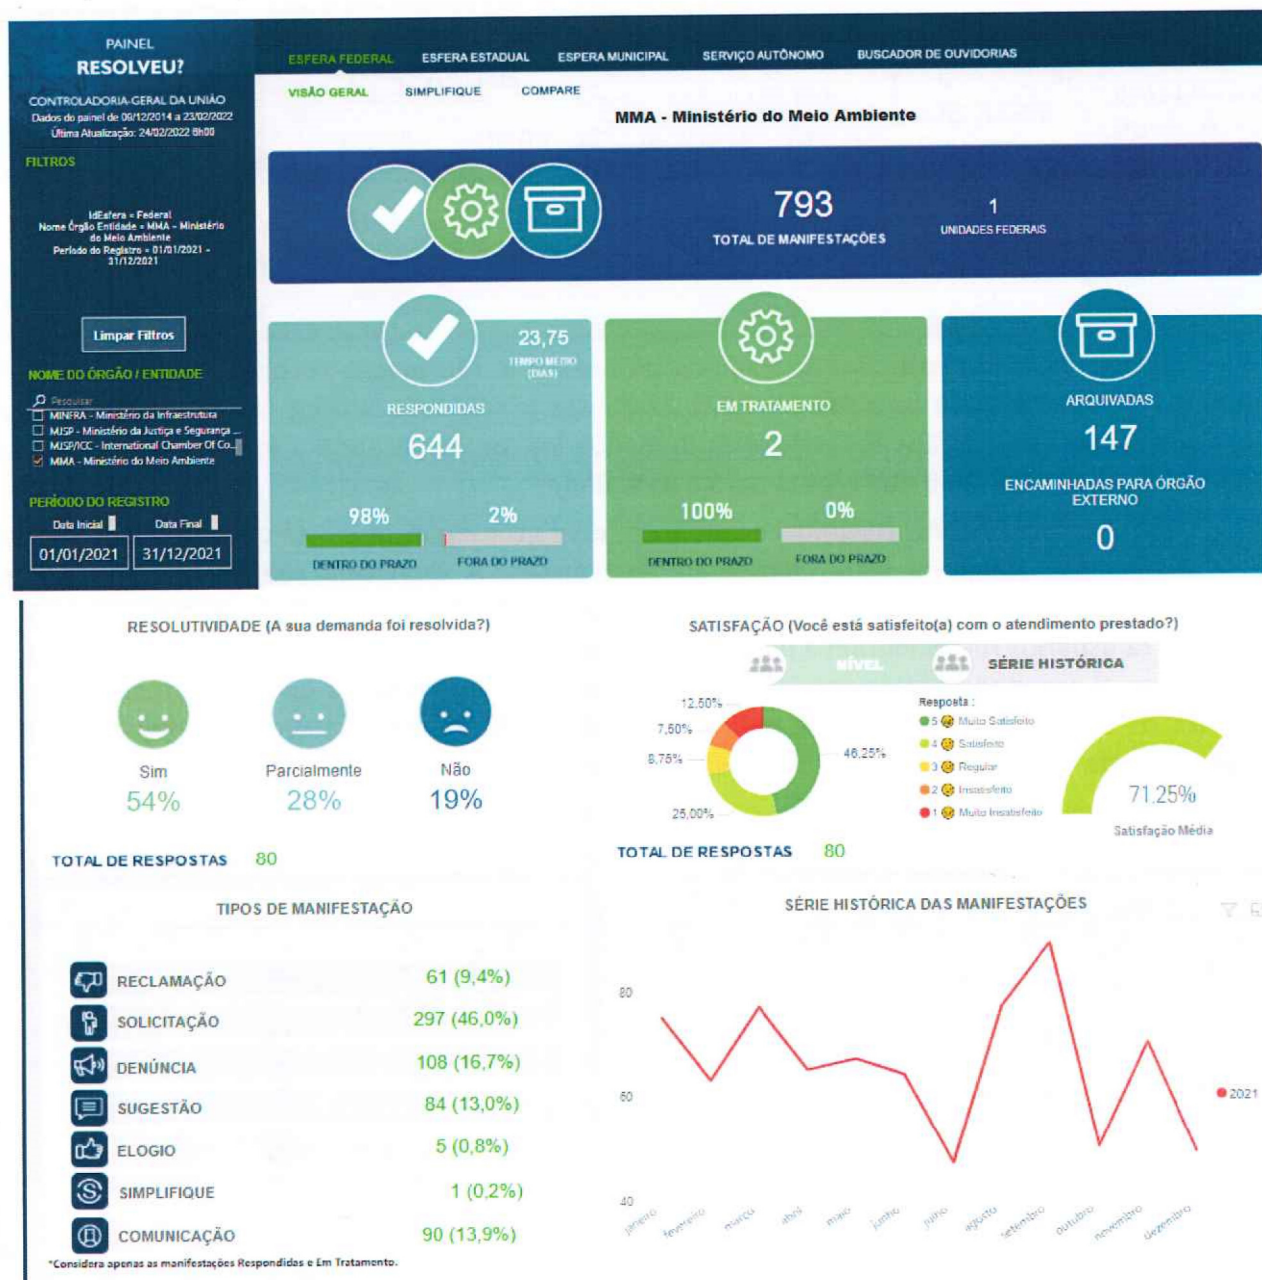 PAINEL
RESOLVEU?
CONTROLADORIA-GERAL DA UNIÃO
Dados do painel de 09/12/2014 a 23/02/2022
Última Atualização: 24/02/2022 6h00
FILTROS
IdEsfera = Federal
Nome Órgão Entidade = MMA - Ministério
do Meio Ambiente
Período do Registro = 01/01/2021 -
31/12/2021
Limpar Filtros
NOME DO ÓRGÃO / ENTIDADE
Pesquisar
MINFRA - Ministério da Infraestrutura
MJSP - Ministério da Justiça e Segurança ...
MJSP/ICC - International Chamber Of Co...
MMA - Ministério do Meio Ambiente
PERÍODO DO REGISTRO
Data Inicial Data Final
01/01/2021 31/12/2021
ESFERA FEDERAL ESFERA ESTADUAL ESPERA MUNICIPAL SERVIÇO AUTÔNOMO BUSCADOR DE OUVIDORIAS
VISÃO GERAL SIMPLIFIQUE COMPARE
MMA - Ministério do Meio Ambiente
793
TOTAL DE MANIFESTAÇÕES
1
UNIDADES FEDERAIS
23,75
TEMPO MÉDIO
(DIAS)
RESPONDIDAS
644
98% 2%
DENTRO DO PRAZO FORA DO PRAZO
EM TRATAMENTO
2
100% 0%
DENTRO DO PRAZO FORA DO PRAZO
ARQUIVADAS
147
ENCAMINHADAS PARA ÓRGÃO
EXTERNO
0
RESOLUTIVIDADE (A sua demanda foi resolvida?)
Sim Parcialmente Não
54% 28% 19%
TOTAL DE RESPOSTAS 80
SATISFAÇÃO (Você está satisfeito(a) com o atendimento prestado?)
NÍVEL SÉRIE HISTÓRICA
12,50%
7,50%
8,75%
25,00%
46,25%
Resposta :
5 Muito Satisfeito
4 Satisfeito
3 Regular
2 Insatisfeito
1 Muito Insatisfeito
71,25%
Satisfação Média
TOTAL DE RESPOSTAS 80
TIPOS DE MANIFESTAÇÃO
RECLAMAÇÃO 61 (9,4%)
SOLICITAÇÃO 297 (46,0%)
DENÚNCIA 108 (16,7%)
SUGESTÃO 84 (13,0%)
ELOGIO 5 (0,8%)
SIMPLIFIQUE 1 (0,2%)
COMUNICAÇÃO 90 (13,9%)
*Considera apenas as manifestações Respondidas e Em Tratamento.
SÉRIE HISTÓRICA DAS MANIFESTAÇÕES
80
60
40
2021
janeiro fevereiro março abril maio junho julho agosto setembro outubro novembro dezembro